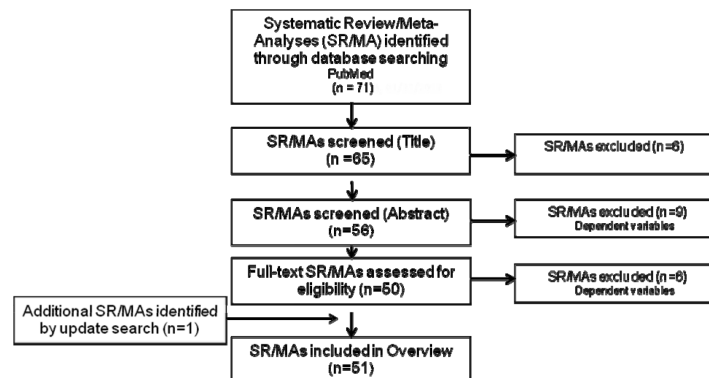 Systematic Review/Meta-
Analyses (SR/MA) identified
through database searching
PubMed
(n = 71)
SR/MAs screened (Title)
(n =65)
SR/MAs excluded (n=6)
SR/MAs screened (Abstract)
(n=56)
SR/MAs excluded (n=9)
Dependent variables
Full-text SR/MAs assessed for
eligibility (n=50)
SR/MAs excluded (n=6)
Dependent variables
Additional SR/MAs identified
by update search (n=1)
SR/MAs included in Overview
(n=51)